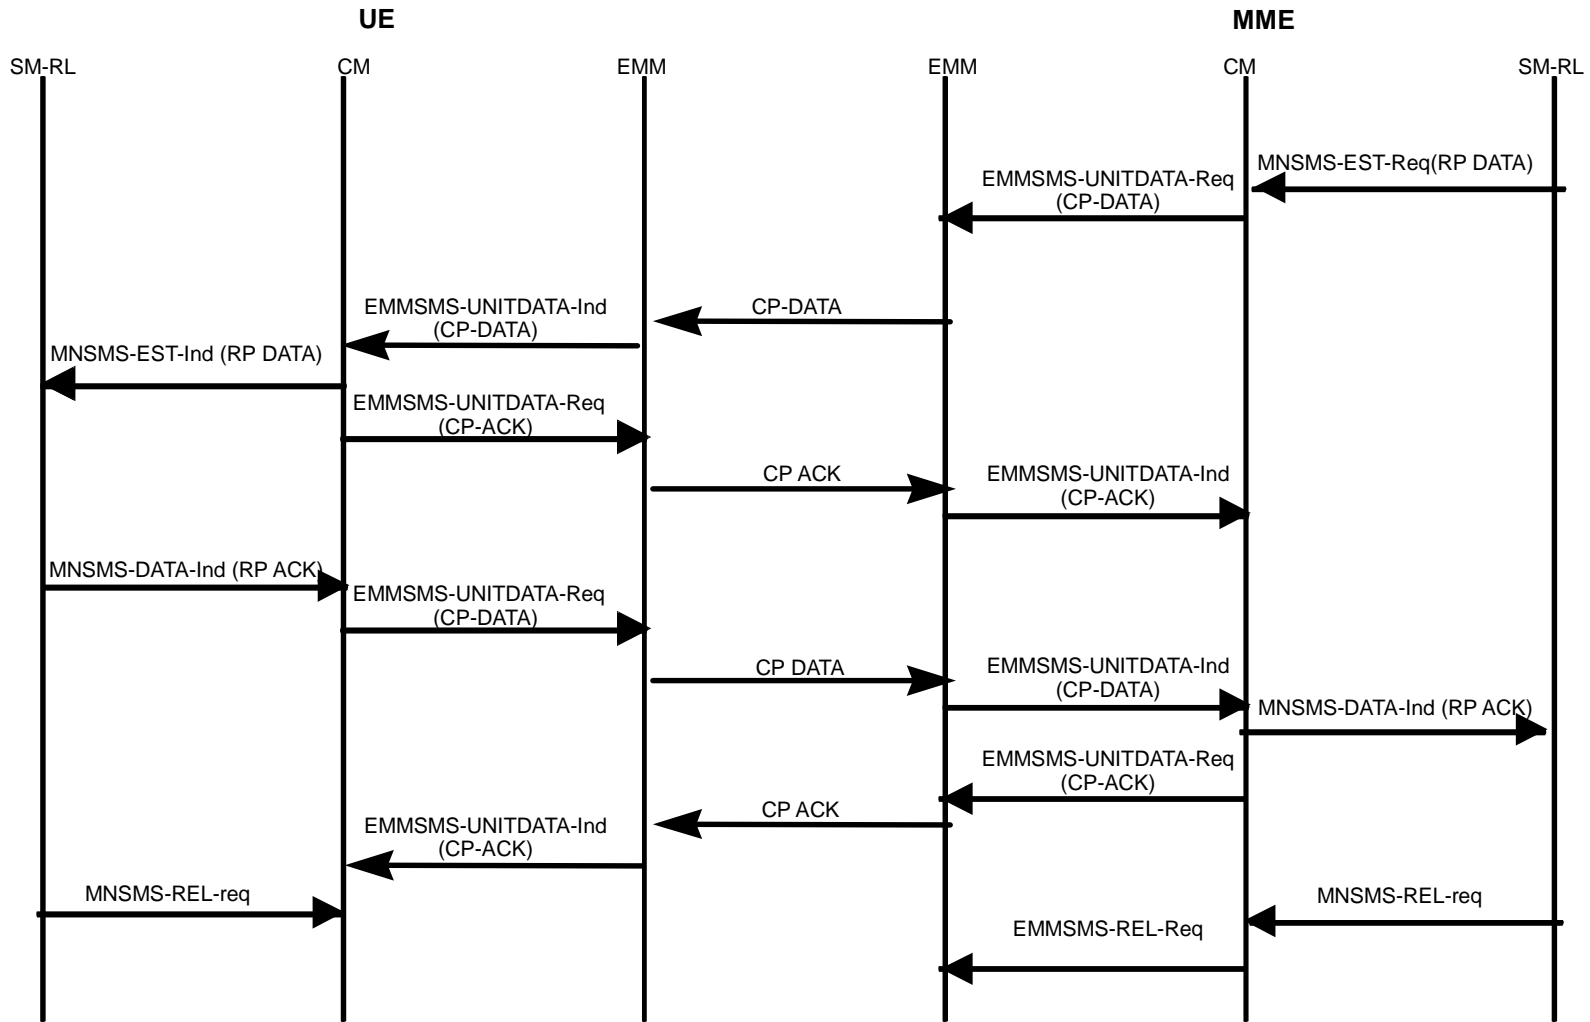 UE
MME
SM-RL
CM
EMM
EMM
CM
SM-RL
MNSMS-EST-Req(RP DATA)
EMMSMS-UNITDATA-Req
(CP-DATA)
CP-DATA
EMMSMS-UNITDATA-Ind
(CP-DATA)
MNSMS-EST-Ind (RP DATA)
EMMSMS-UNITDATA-Req
(CP-ACK)
CP ACK
EMMSMS-UNITDATA-Ind
(CP-ACK)
MNSMS-DATA-Ind (RP ACK)
EMMSMS-UNITDATA-Req
(CP-DATA)
CP DATA
EMMSMS-UNITDATA-Ind
(CP-DATA)
MNSMS-DATA-Ind (RP ACK)
EMMSMS-UNITDATA-Req
(CP-ACK)
CP ACK
EMMSMS-UNITDATA-Ind
(CP-ACK)
MNSMS-REL-req
MNSMS-REL-req
EMMSMS-REL-Req